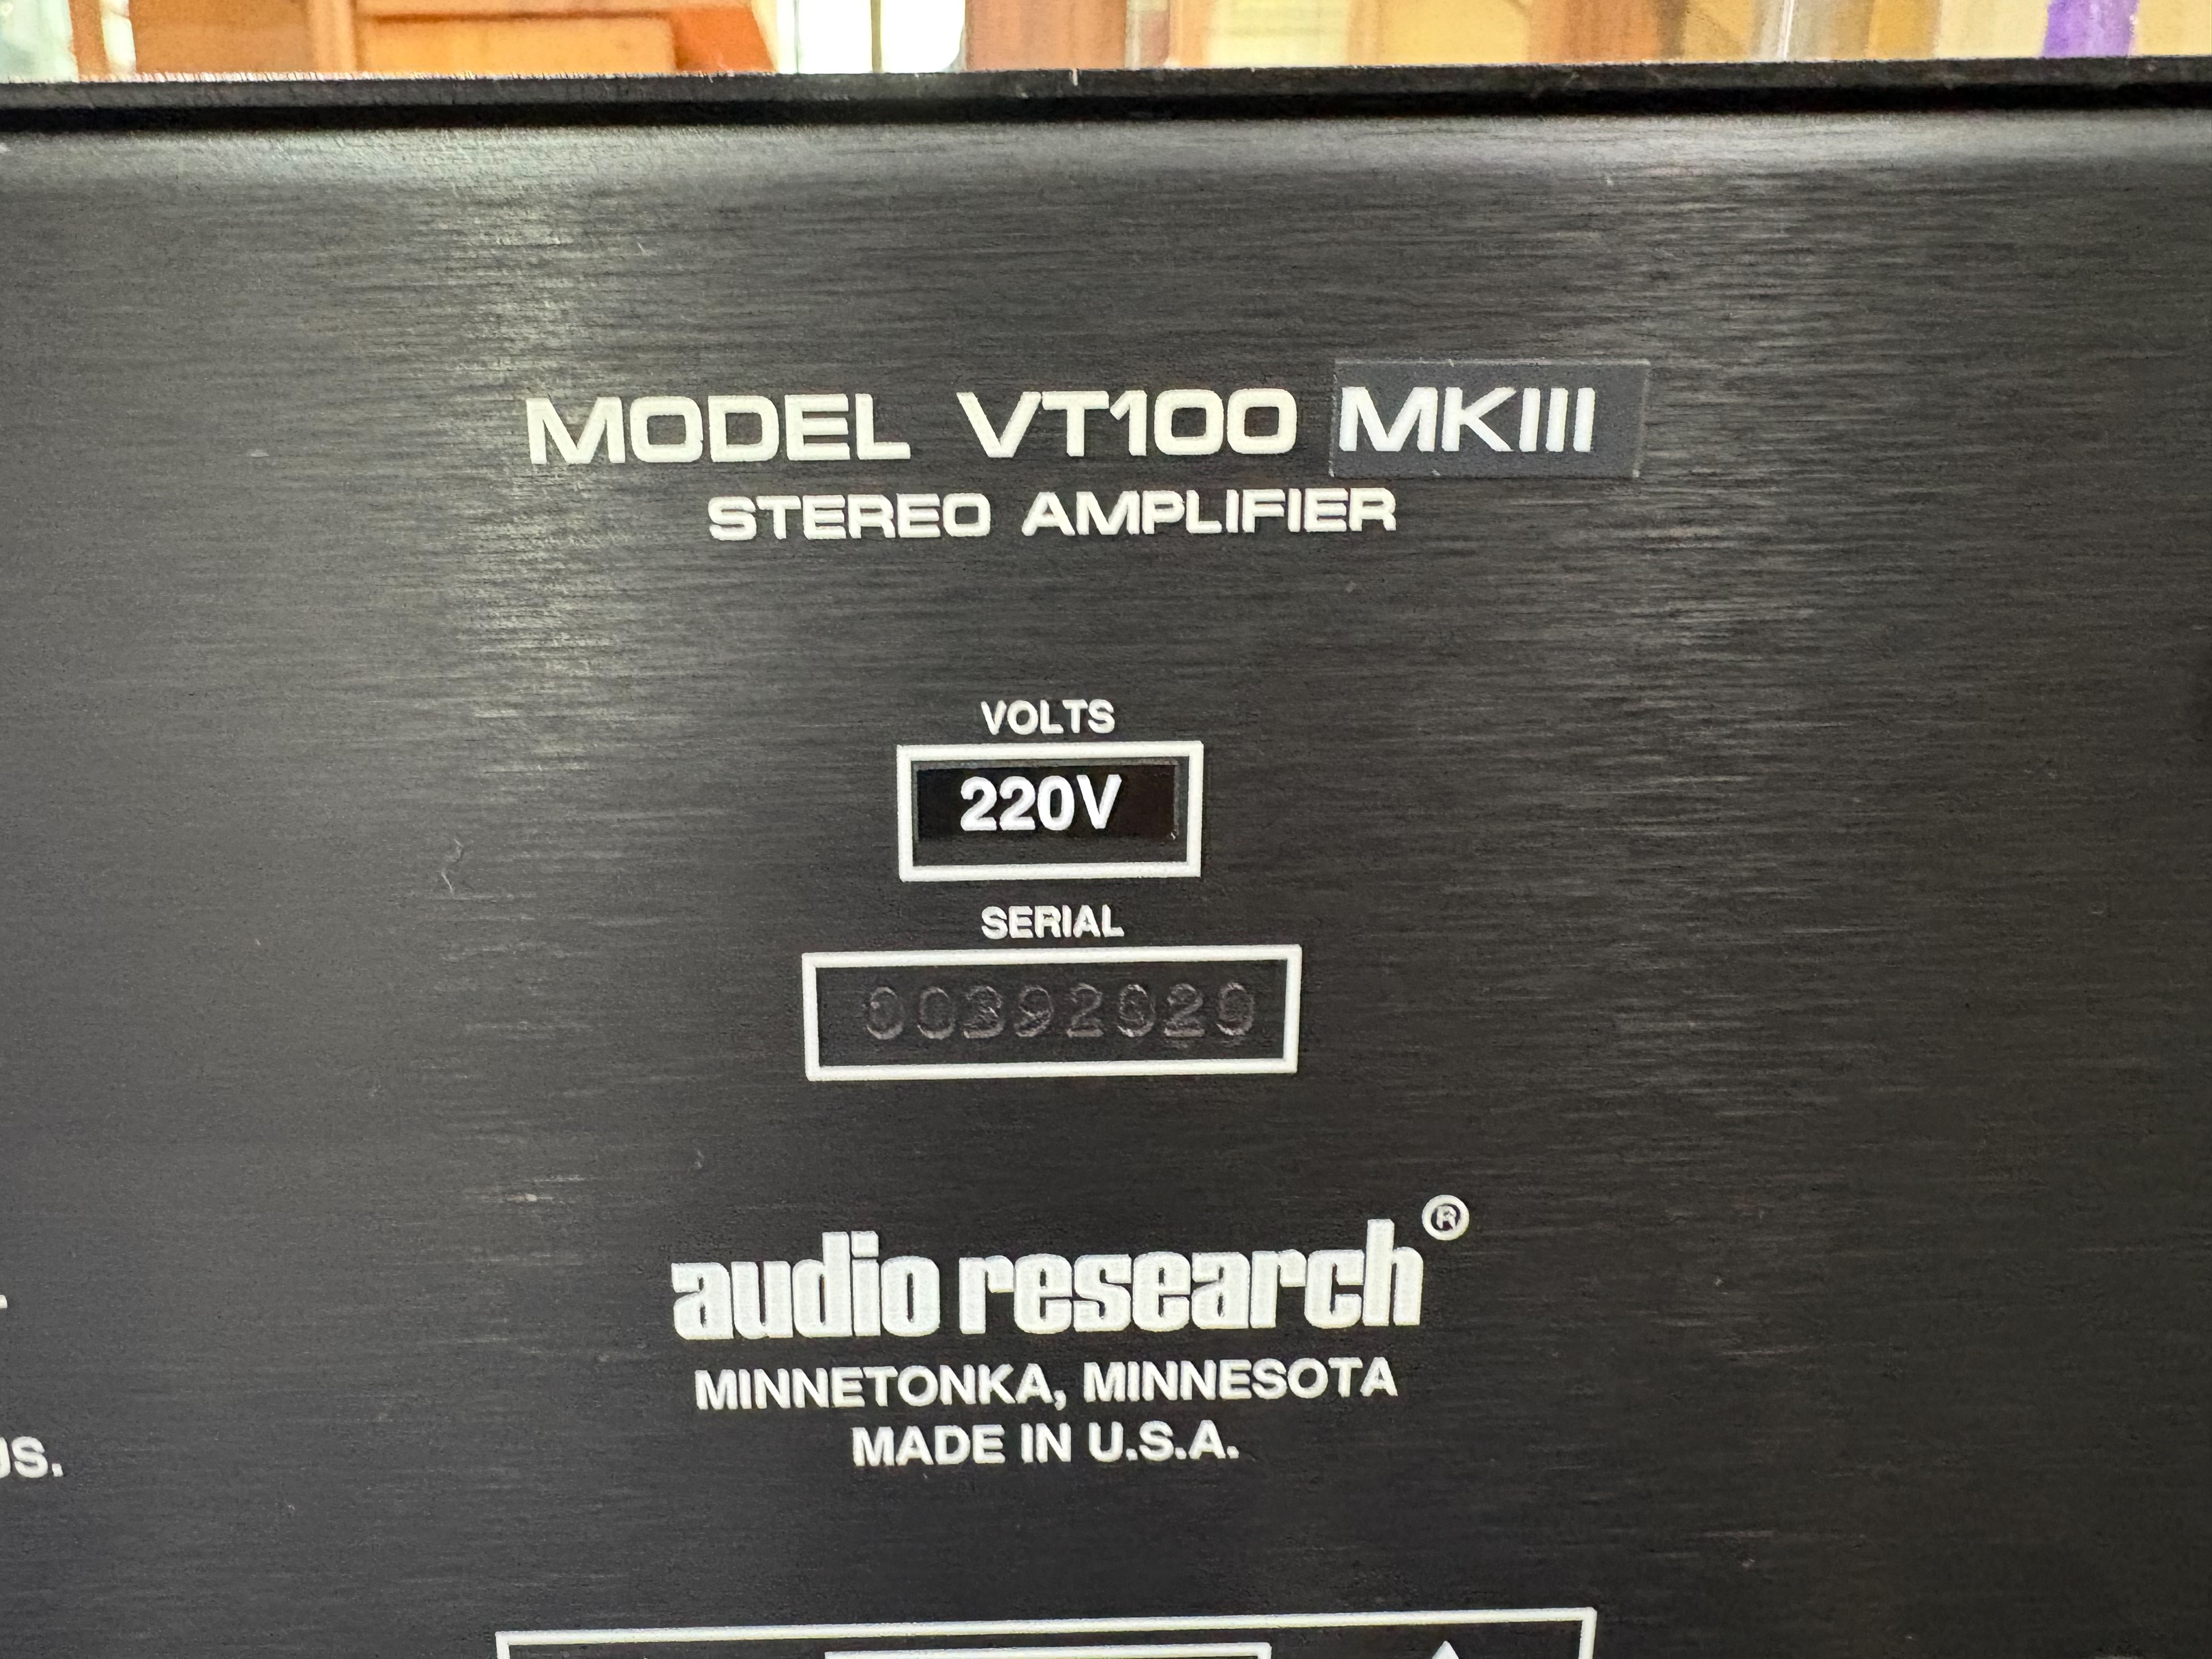 MODEL VT100 MKIII
STEREO AMPLIFIER
VOLTS
220V
SERIAL
audio research®
MINNETONKA, MINNESOTA
MADE IN U.S.A.